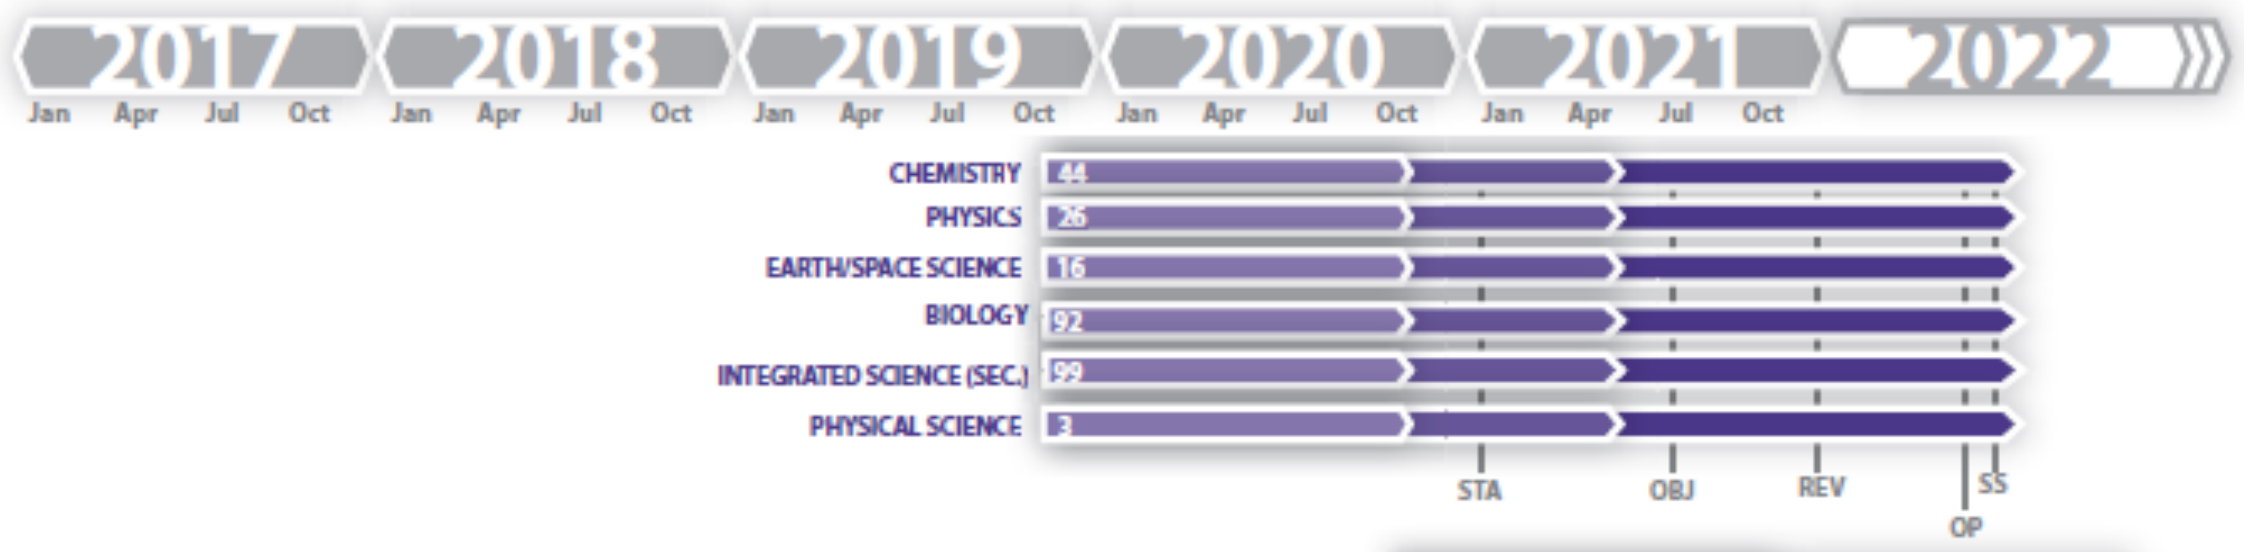 2017 2018 2019 2020 2021 2022
Jan Apr Jul Oct Jan Apr Jul Oct Jan Apr Jul Oct Jan Apr Jul Oct Jan Apr Jul Oct
CHEMISTRY 44
PHYSICS 26
EARTH/SPACE SCIENCE 16
BIOLOGY 92
INTEGRATED SCIENCE (SEC.) 99
PHYSICAL SCIENCE 3
STA OBJ REV SS
OP